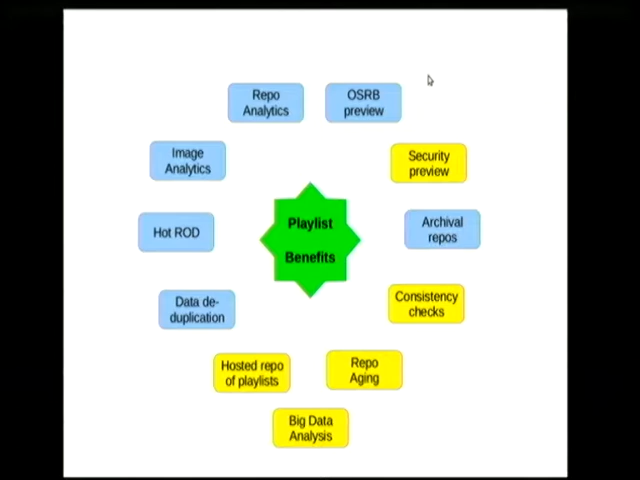 Repo
Analytics
OSRB
preview
Image
Analytics
Security
preview
Hot ROD
Archival
repos
Playlist
Benefits
Data de-
duplication
Consistency
checks
Hosted repo
of playlists
Repo
Aging
Big Data
Analysis